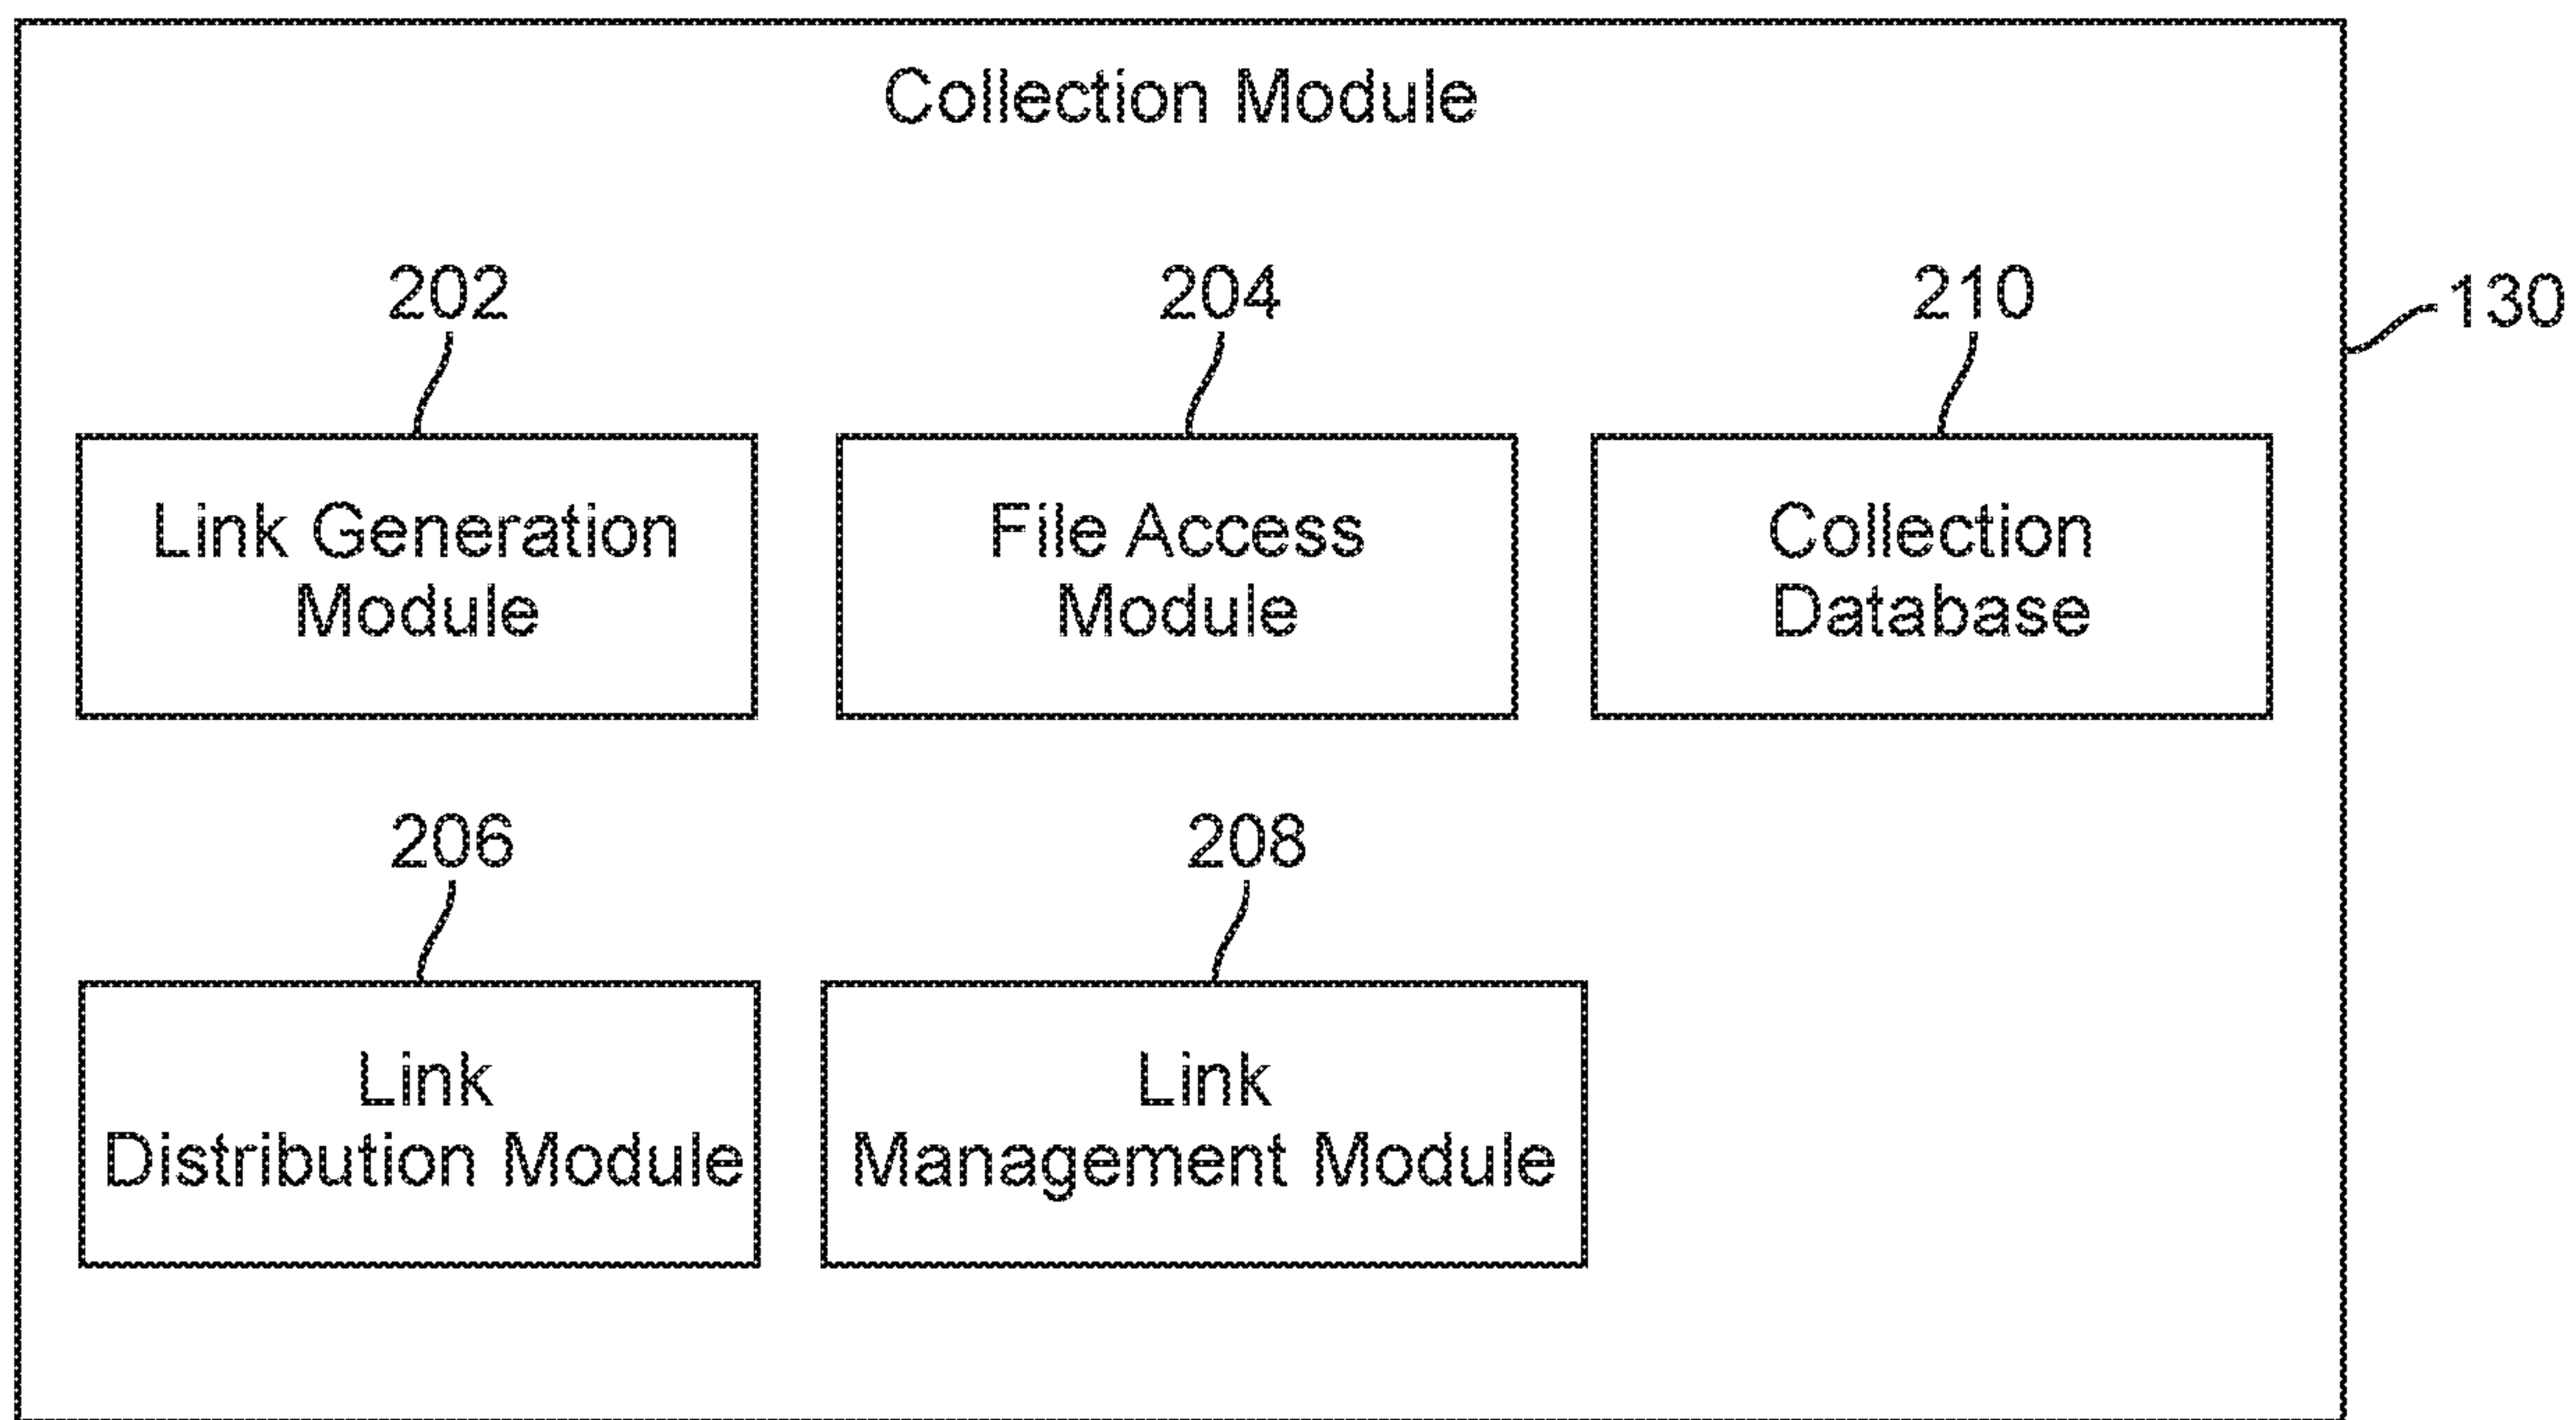 Collection Module
202
204
210
130
Link Generation
Module
File Access
Module
Collection
Database
206
208
Link
Distribution Module
Link
Management Module